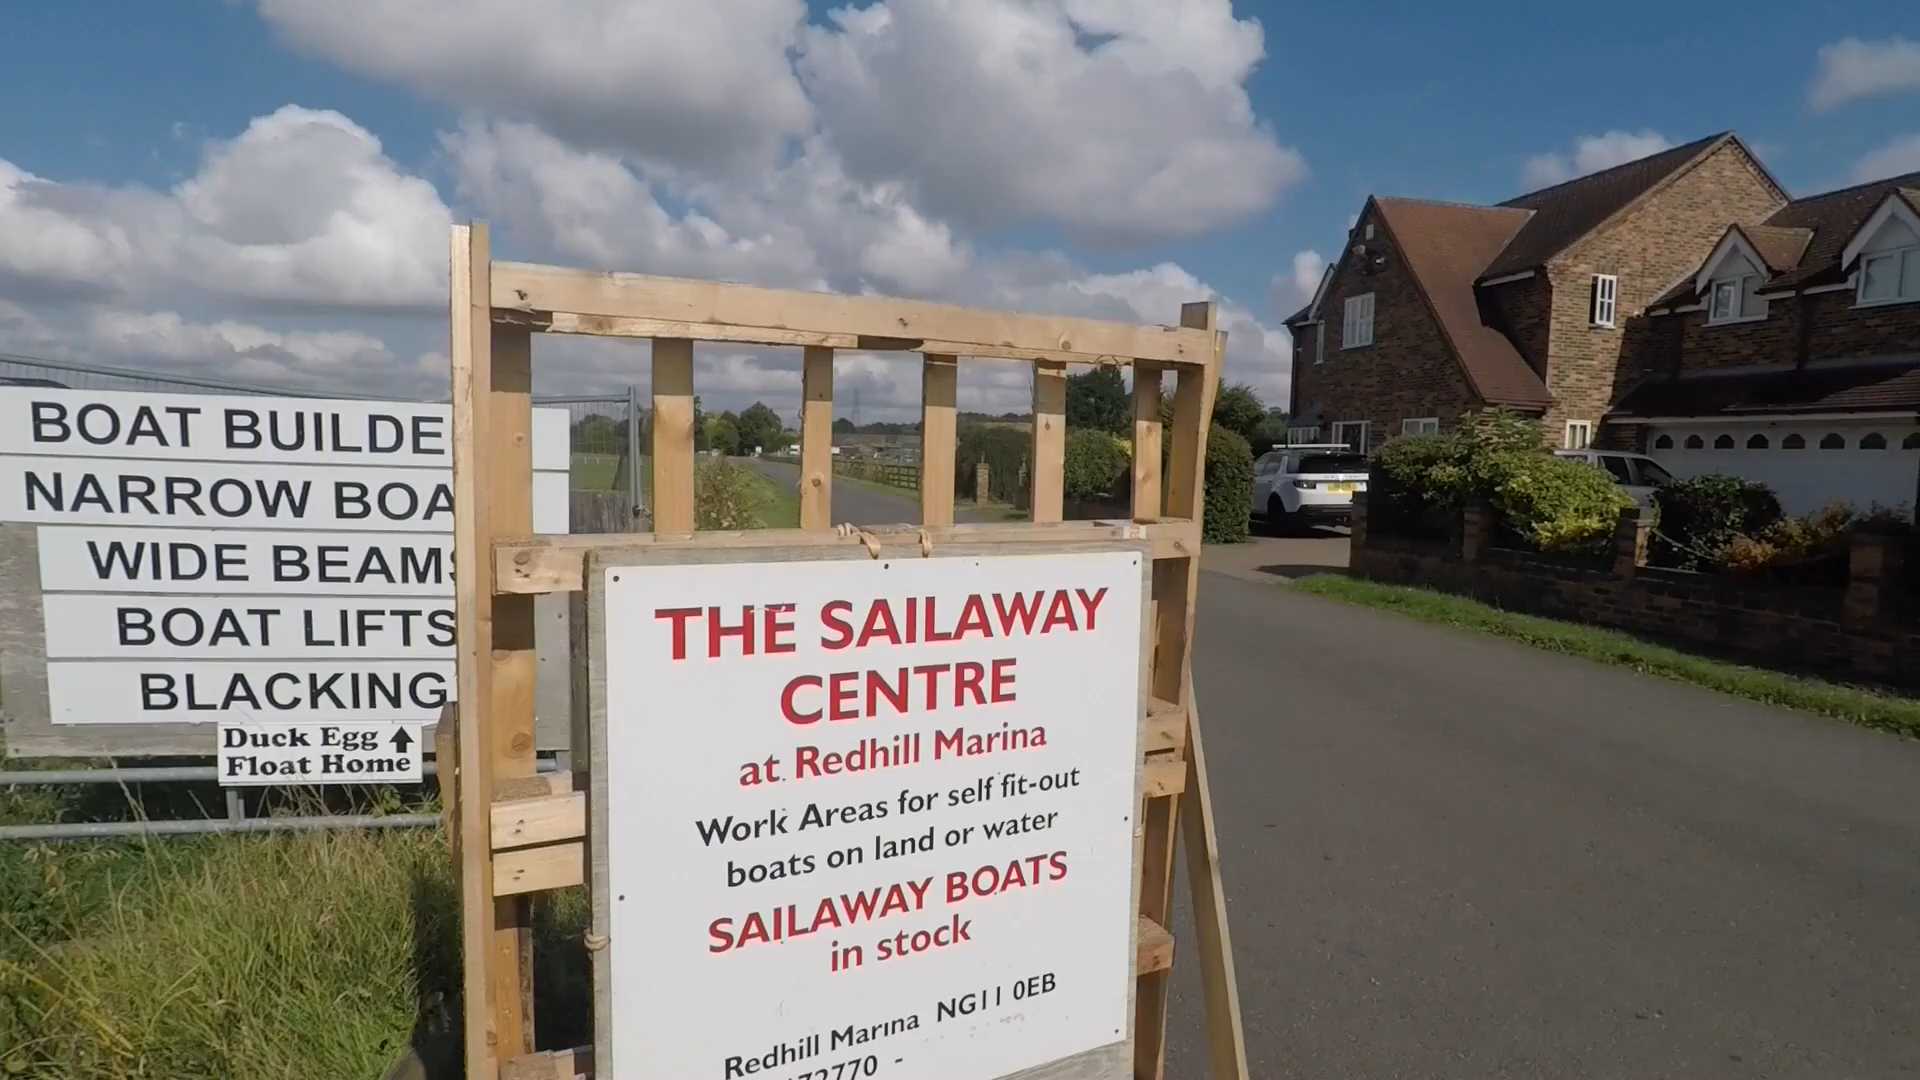 BOAT BUILDE
NARROW BOA
WIDE BEAMS
BOAT LIFTS
BLACKING
Duck Egg ↑
Float Home
THE SAILAWAY
CENTRE
at Redhill Marina
Work Areas for self fit-out
boats on land or water
SAILAWAY BOATS
in stock
Redhill Marina NG11 0EB
72770 -